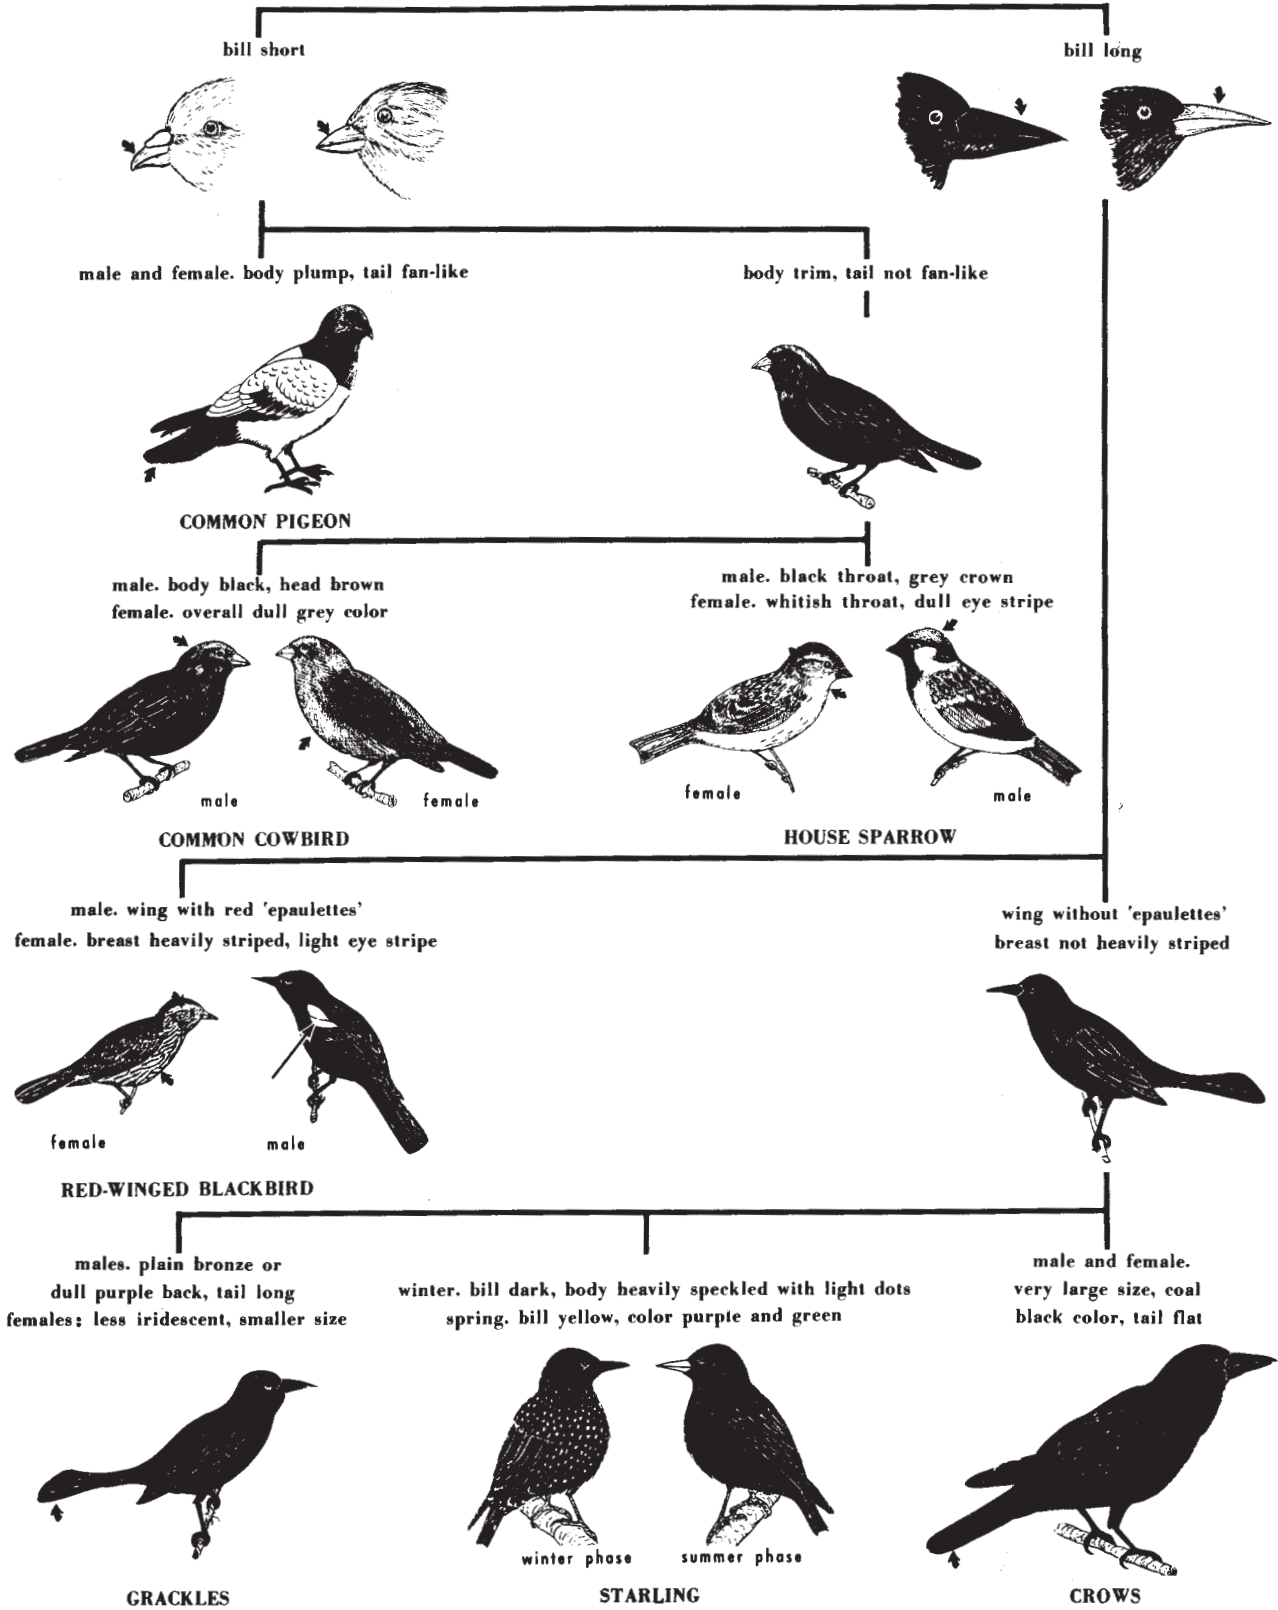 bill short
bill long
male and female. body plump, tail fan-like
body trim, tail not fan-like
COMMON PIGEON
male. body black, head brown
female. overall dull grey color
male. black throat, grey crown
female. whitish throat, dull eye stripe
male
female
female
male
COMMON COWBIRD
HOUSE SPARROW
male. wing with red 'epaulettes'
female. breast heavily striped, light eye stripe
wing without 'epaulettes'
breast not heavily striped
female
male
RED-WINGED BLACKBIRD
males. plain bronze or
dull purple back, tail long
females: less iridescent, smaller size
winter. bill dark, body heavily speckled with light dots
spring. bill yellow, color purple and green
male and female.
very large size, coal
black color, tail flat
winter phase
summer phase
GRACKLES
STARLING
CROWS